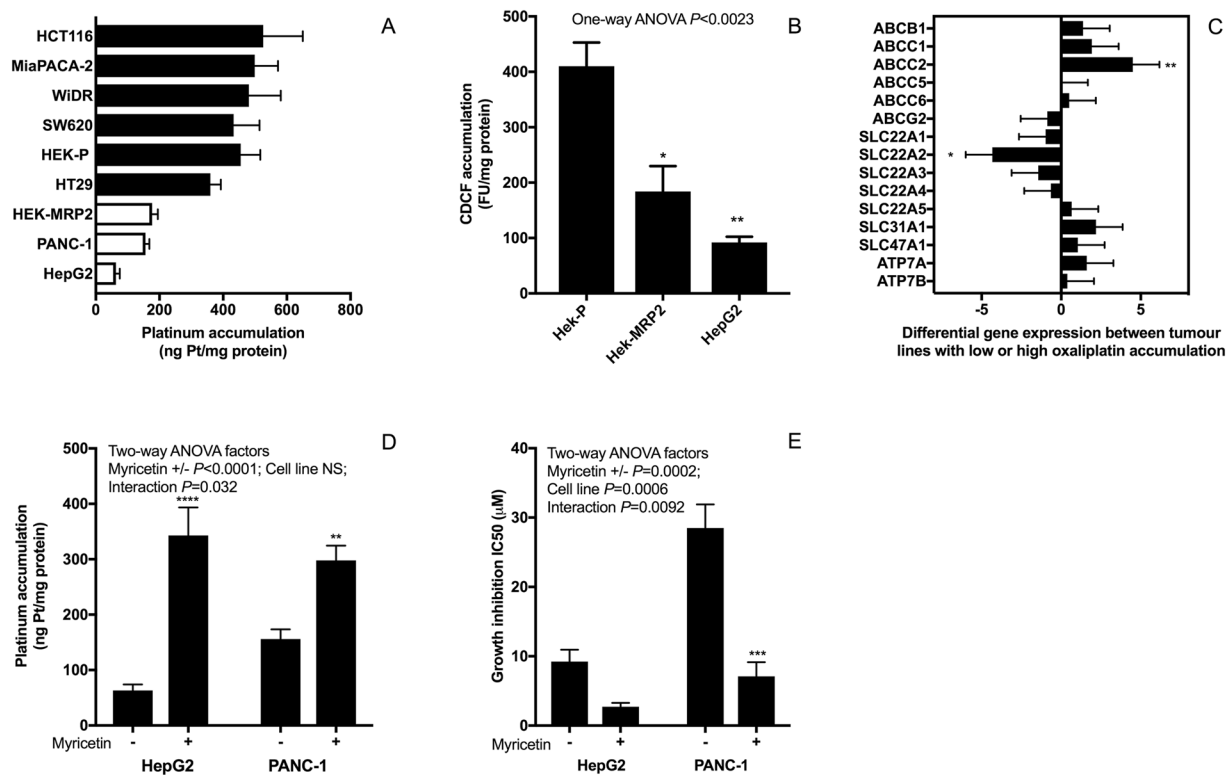 A
HCT116
MiaPACA-2
WiDR
SW620
HEK-P
HT29
HEK-MRP2
PANC-1
HepG2
0 200 400 600 800
Platinum accumulation
(ng Pt/mg protein)
B
One-way ANOVA P<0.0023
CDCF accumulation
(FU/mg protein)
500
400
300
200
100
0
*
**
Hek-P
Hek-MRP2
HepG2
C
ABCB1
ABCC1
ABCC2
ABCC5
ABCC6
ABCG2
SLC22A1
SLC22A2
SLC22A3
SLC22A4
SLC22A5
SLC31A1
SLC47A1
ATP7A
ATP7B
**
*
-5 0 5
Differential gene expression between tumour
lines with low or high oxaliplatin accumulation
D
Two-way ANOVA factors
Myricetin +/- P<0.0001; Cell line NS;
Interaction P=0.032
Platinum accumulation
(ng Pt/mg protein)
500
400
300
200
100
0
****
**
Myricetin - + - +
HepG2 PANC-1
E
Two-way ANOVA factors
Myricetin +/- P=0.0002;
Cell line P=0.0006
Interaction P=0.0092
Growth inhibition IC50 (μM)
40
30
20
10
0
***
Myricetin - + - +
HepG2 PANC-1